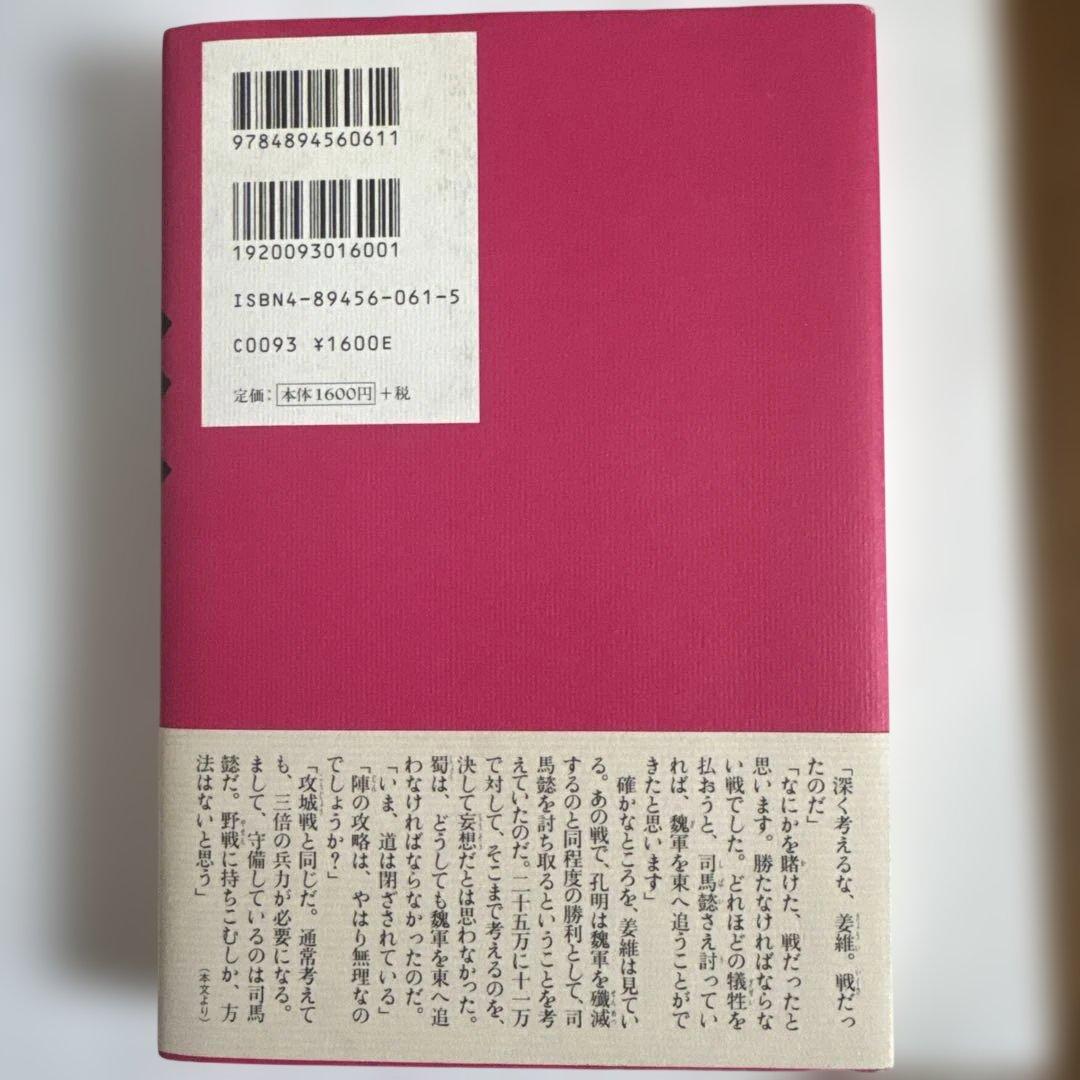 9784894560611
1920093016001
ISBN4-89456-061-5
C0093 ¥1600E
定価：本体1600円＋税
「深く考えるな、姜維。戦だっ
たのだ」
「なにかを賭けた、戦だったと
思います。勝たなければならな
い戦でした。どれほどの犠牲を
払おうと、司馬懿さえ討ってい
れば、魏軍を東へ追うことがで
きたと思います」
確かなところを、姜維は見てい
る。あの戦で、孔明は魏軍を殲滅
するのと同程度の勝利として、司
馬懿を討ち取るということを考
えていたのだ。二十五万に十一万
で対して、そこまで考えるのを、
決して妄想だとは思わなかった。
蜀は、どうしても魏軍を東へ追
わなければならなかったのだ。
「いま、道は閉ざされている」
「陣の攻略は、やはり無理なの
でしょうか？」
「攻城戦と同じだ。通常考えて
も、三倍の兵力が必要になる。
まして、守備しているのは司馬
懿だ。野戦に持ちこむしか、方
法はないと思う」
（本文より）